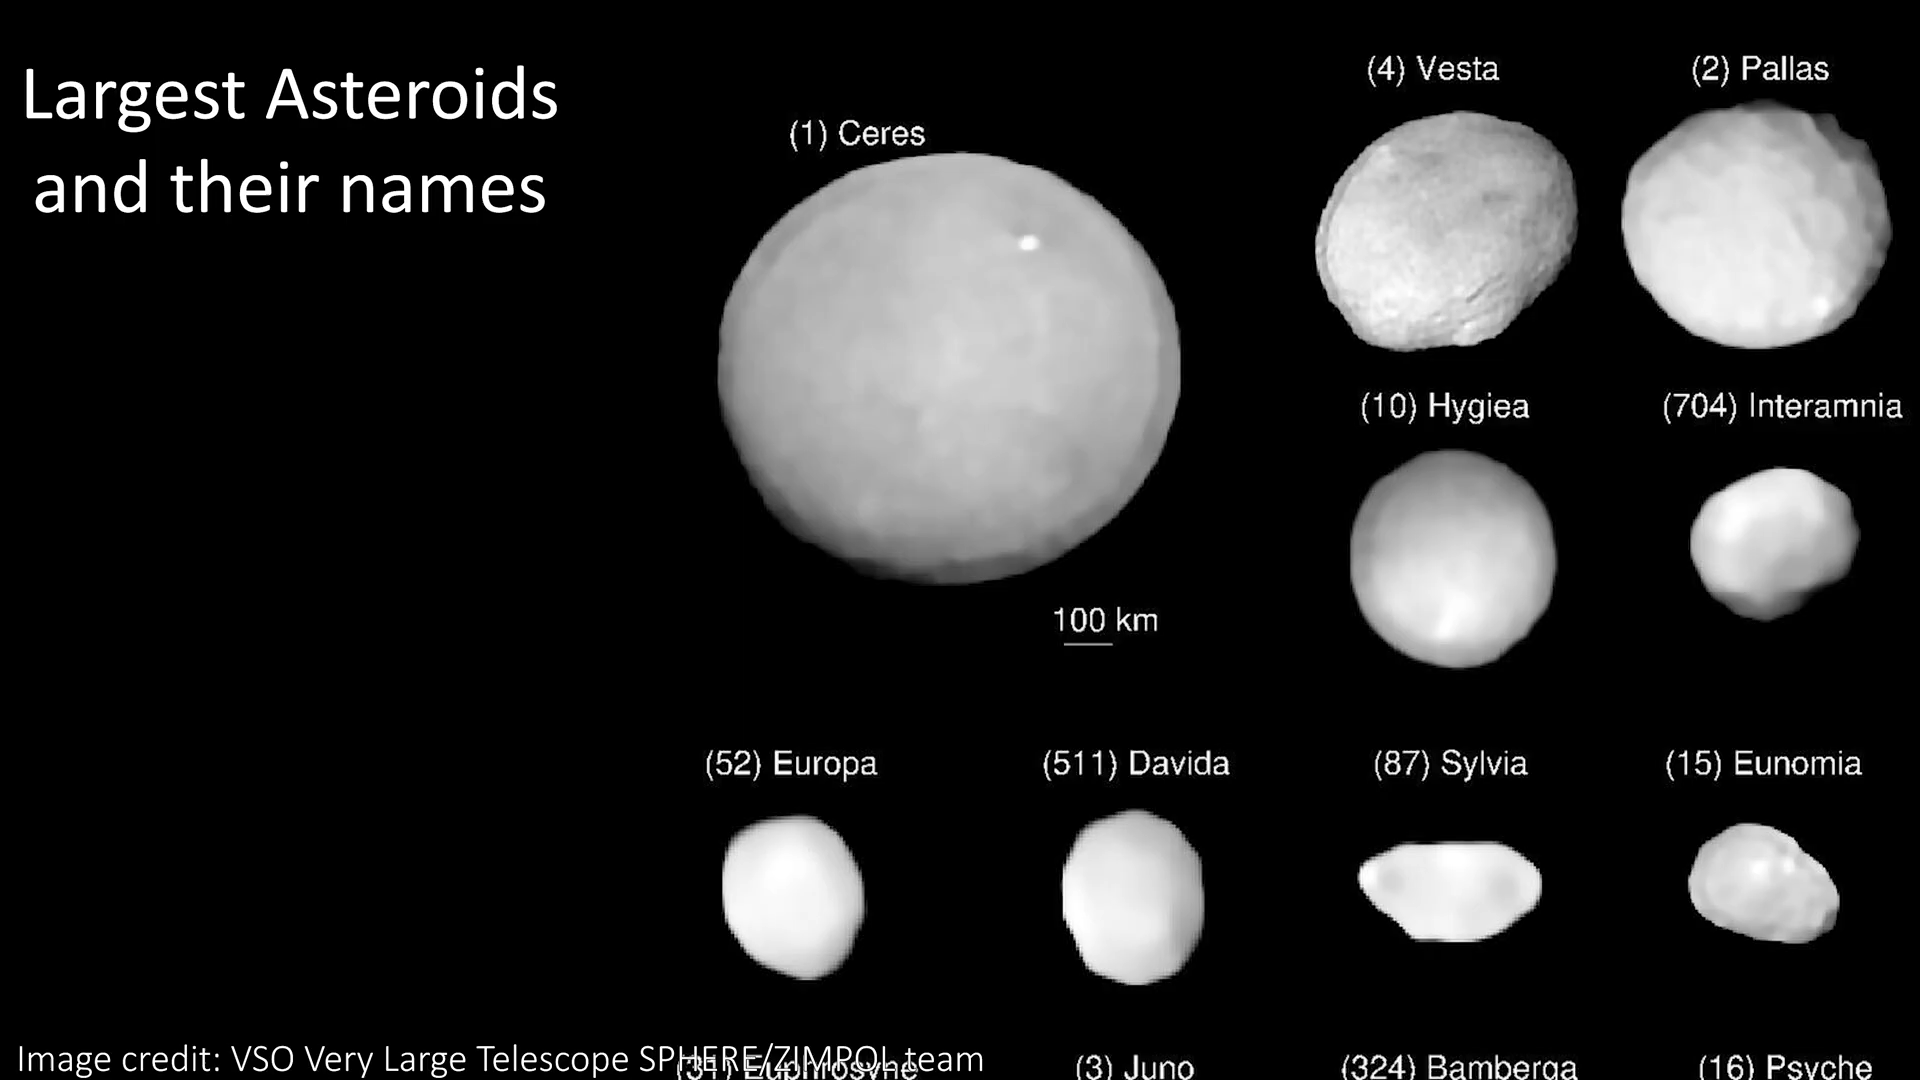 Largest Asteroids
and their names
(1) Ceres
(4) Vesta
(2) Pallas
(10) Hygiea
(704) Interamnia
100 km
(52) Europa
(511) Davida
(87) Sylvia
(15) Eunomia
Image credit: VSO Very Large Telescope SPHERE/ZIMPOL team
(31) Euphrosyne
(3) Juno
(324) Bamberga
(16) Psyche